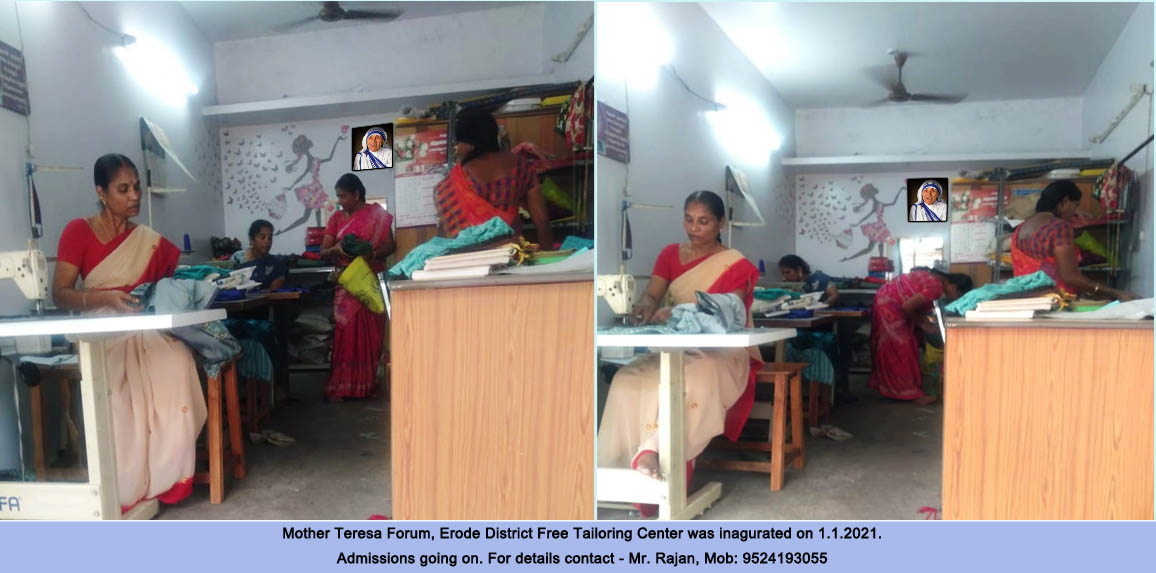 FA
Mother Teresa Forum, Erode District Free Tailoring Center was inagurated on 1.1.2021.
Admissions going on. For details contact - Mr. Rajan, Mob: 9524193055